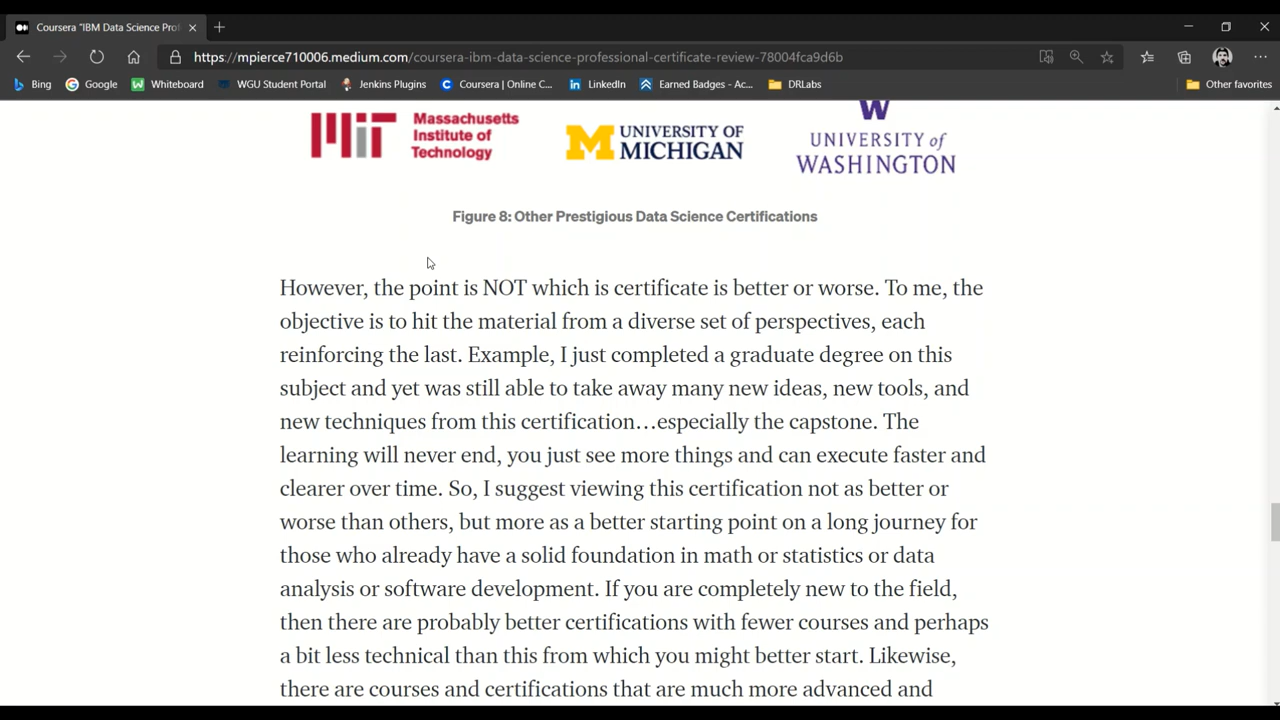 Coursera "IBM Data Science Pro
https://mpierce710006.medium.com/coursera-ibm-data-science-professional-certificate-review-78004fca9d6b
Bing Google Whiteboard WGU Student Portal Jenkins Plugins Coursera | Online C... LinkedIn Earned Badges - Ac... DRLabs Other favorites
MIT Massachusetts Institute of Technology
M UNIVERSITY OF MICHIGAN
W UNIVERSITY of WASHINGTON
Figure 8: Other Prestigious Data Science Certifications
However, the point is NOT which is certificate is better or worse. To me, the
objective is to hit the material from a diverse set of perspectives, each
reinforcing the last. Example, I just completed a graduate degree on this
subject and yet was still able to take away many new ideas, new tools, and
new techniques from this certification…especially the capstone. The
learning will never end, you just see more things and can execute faster and
clearer over time. So, I suggest viewing this certification not as better or
worse than others, but more as a better starting point on a long journey for
those who already have a solid foundation in math or statistics or data
analysis or software development. If you are completely new to the field,
then there are probably better certifications with fewer courses and perhaps
a bit less technical than this from which you might better start. Likewise,
there are courses and certifications that are much more advanced and